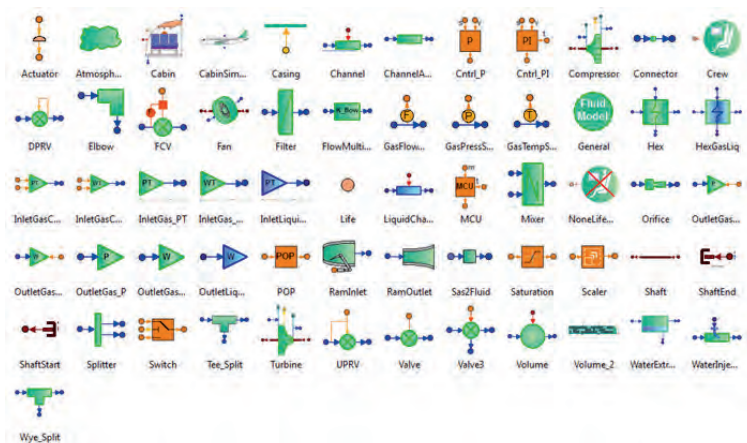 P PI
Actuator Atmosph... Cabin CabinSim... Casing Channel ChannelA... Cntrl_P Cntrl_PI Compressor Connector Crew
F P T Fluid Model
DPRV Elbow FCV Fan Filter FlowMulti... GasFlow... GasPressS... GasTempS... General Hex HexGasLiq
PT WT PT WT PT MCU
InletGasC... InletGasC... InletGas_PT InletGas_... InletLiqui... Life LiquidCha... MCU Mixer NoneLife... Orifice OutletGas...
W P W W POP
OutletGas... OutletGas_P OutletGas... OutletLiq... POP RamInlet RamOutlet Sas2Fluid Saturation Scaler Shaft ShaftEnd
ShaftStart Splitter Switch Tee_Split Turbine UPRV Valve Valve3 Volume Volume_2 WaterExtr... WaterInje...
Wye_Split